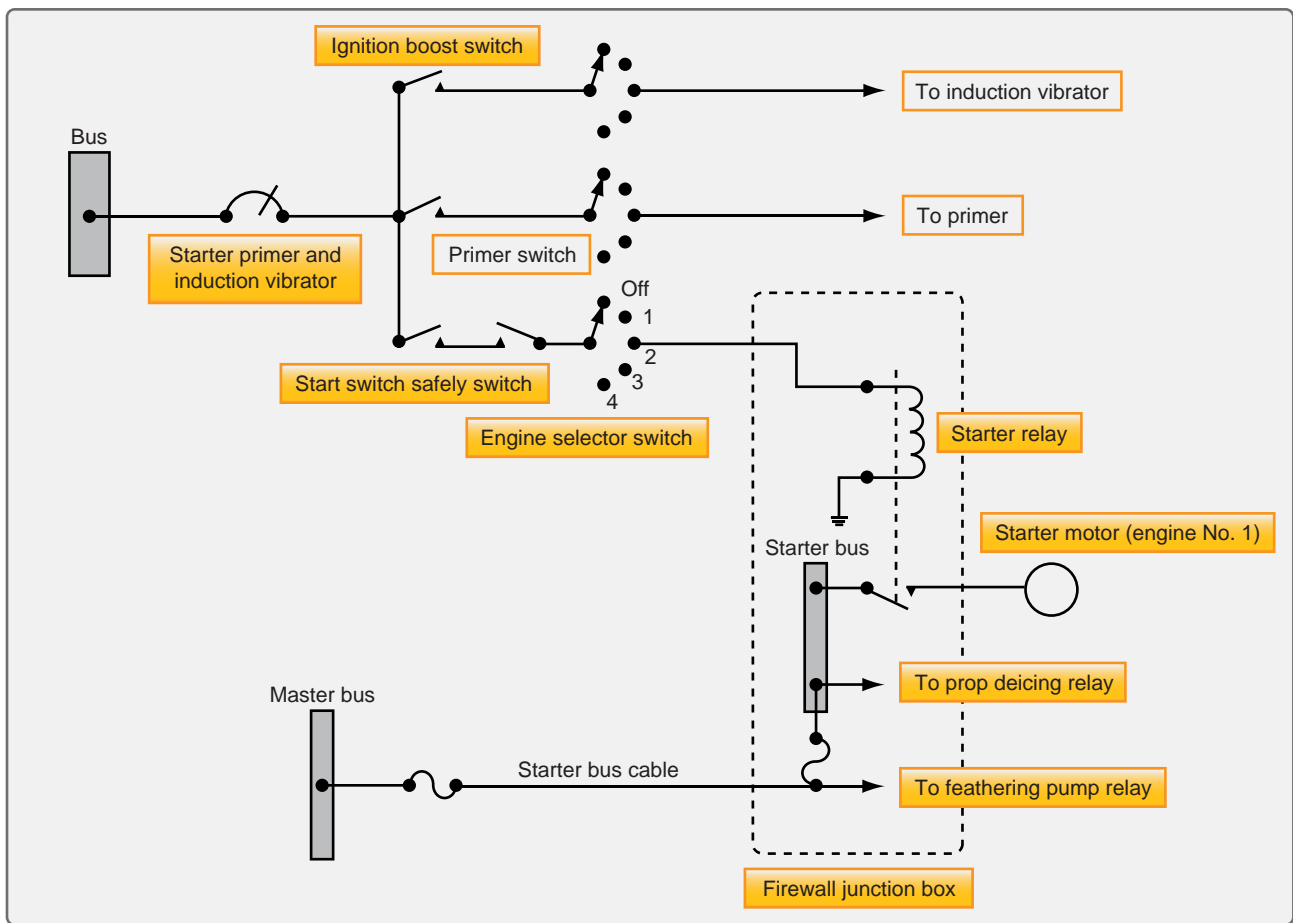 Ignition boost switch
To induction vibrator
Bus
To primer
Starter primer and
induction vibrator
Primer switch
Off
1
2
3
4
Start switch safely switch
Engine selector switch
Starter relay
Starter motor (engine No. 1)
Starter bus
To prop deicing relay
Master bus
Starter bus cable
To feathering pump relay
Firewall junction box